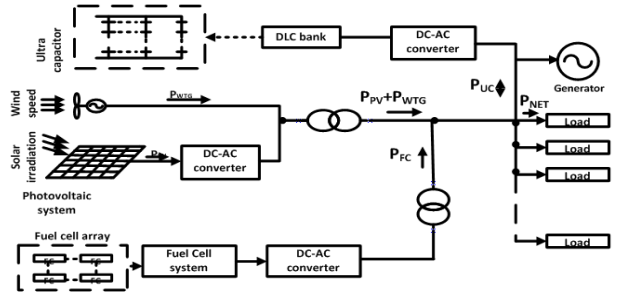 Ultra
capacitor
DLC bank
DC-AC
converter
Generator
P_UC
P_NET
Wind
speed
P_WTG
P_PV+P_WTG
Load
Load
Load
Load
Solar
irradiation
DC-AC
converter
Photovoltaic
system
P_FC
Fuel cell array
FC
FC
FC
FC
Fuel Cell
system
DC-AC
converter